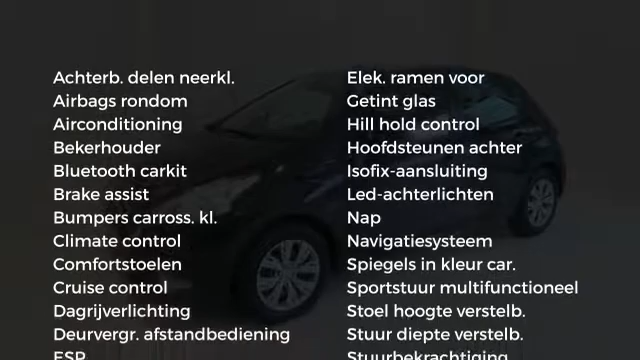 Achterb. delen neerkl.
Airbags rondom
Airconditioning
Bekerhouder
Bluetooth carkit
Brake assist
Bumpers carross. kl.
Climate control
Comfortstoelen
Cruise control
Dagrijverlichting
Deurvergr. afstandbediening
ESP
Elek. ramen voor
Getint glas
Hill hold control
Hoofdsteunen achter
Isofix-aansluiting
Led-achterlichten
Nap
Navigatiesysteem
Spiegels in kleur car.
Sportstuur multifunctioneel
Stoel hoogte verstelb.
Stuur diepte verstelb.
Stuurbekrachtiging